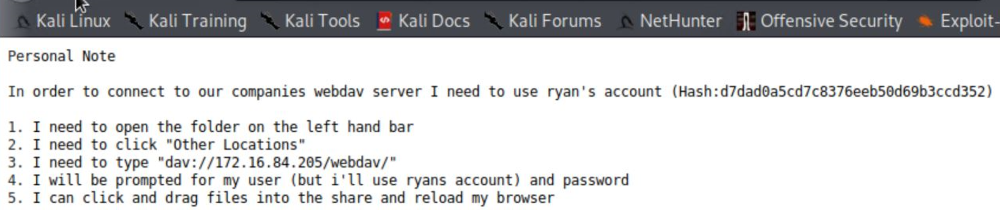 Kali Linux Kali Training Kali Tools Kali Docs Kali Forums NetHunter Offensive Security Exploit-
Personal Note
In order to connect to our companies webdav server I need to use ryan's account (Hash:d7dad0a5cd7c8376eeb50d69b3ccd352)
1. I need to open the folder on the left hand bar
2. I need to click "Other Locations"
3. I need to type "dav://172.16.84.205/webdav/"
4. I will be prompted for my user (but i'll use ryans account) and password
5. I can click and drag files into the share and reload my browser